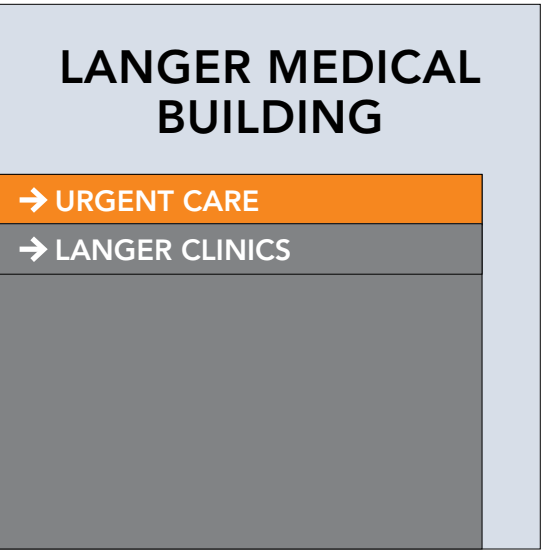 LANGER MEDICAL
BUILDING
→ URGENT CARE
→ LANGER CLINICS